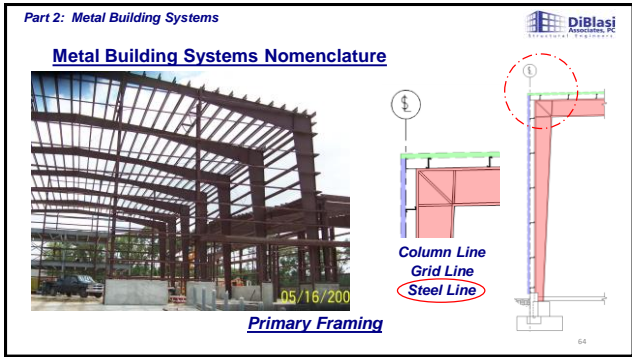 Part 2: Metal Building Systems
DiBlasi
Associates, PC
Structural Engineers
Metal Building Systems Nomenclature
05/16/200
Column Line
Grid Line
Steel Line
Primary Framing
64